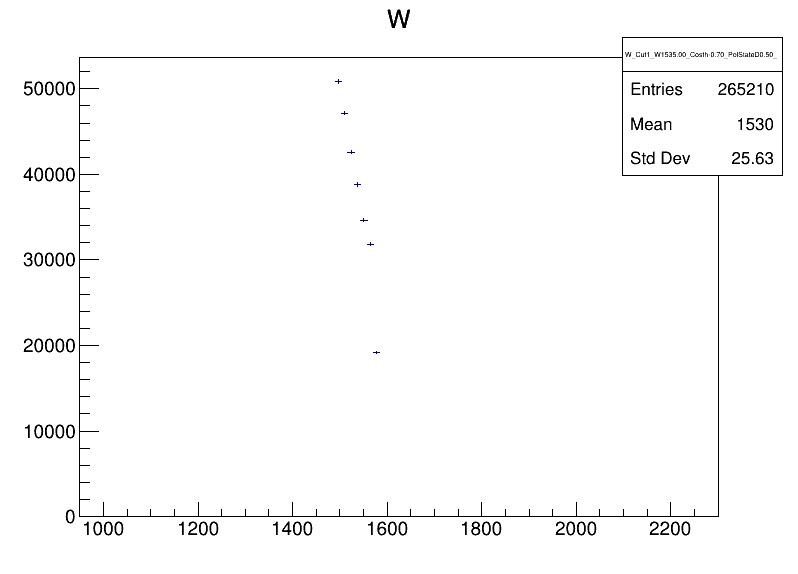 W
W_Cut1_W1535.00_Costh-0.70_PolStateD0.50_
Entries 265210
Mean 1530
Std Dev 25.63
50000
40000
30000
20000
10000
0
1000 1200 1400 1600 1800 2000 2200